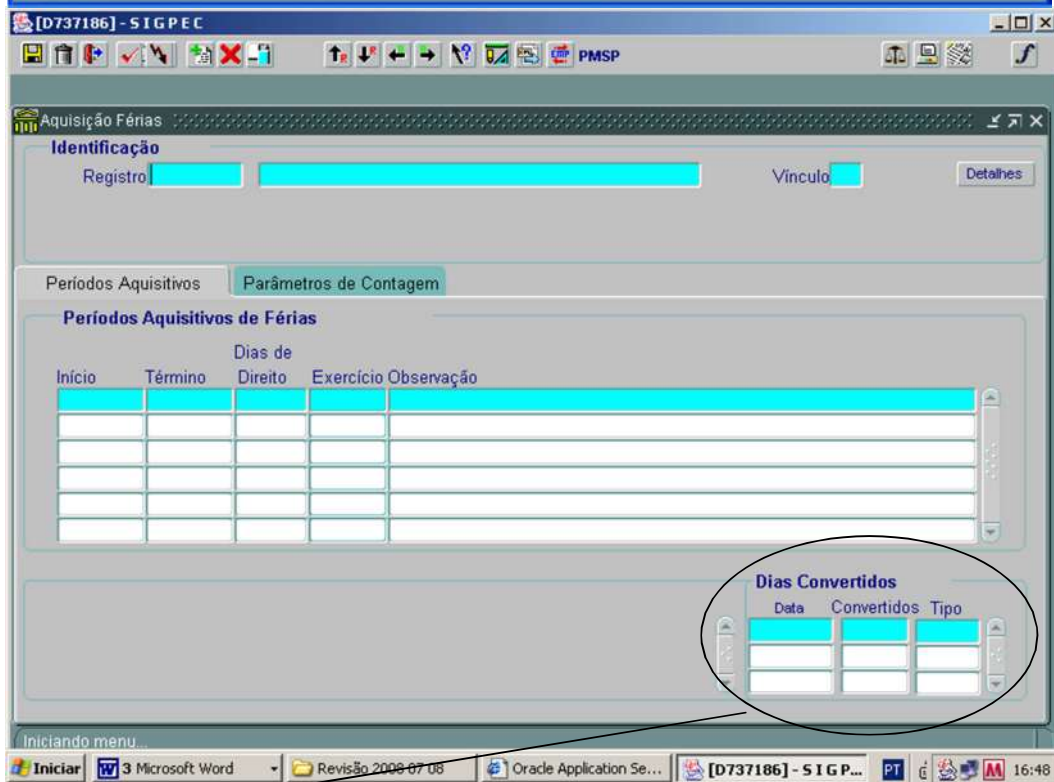 [D737186] - S I G P E C
PMSP
Aquisição Férias
Identificação
Registro
Vínculo
Detalhes
Períodos Aquisitivos
Parâmetros de Contagem
Períodos Aquisitivos de Férias
Dias de
Início Término Direito Exercício Observação
Dias Convertidos
Data Convertidos Tipo
Iniciando menu...
Iniciar 3 Microsoft Word Revisão 2008 07 08 Oracle Application Se... [D737186] - S I G P... PT 16:48